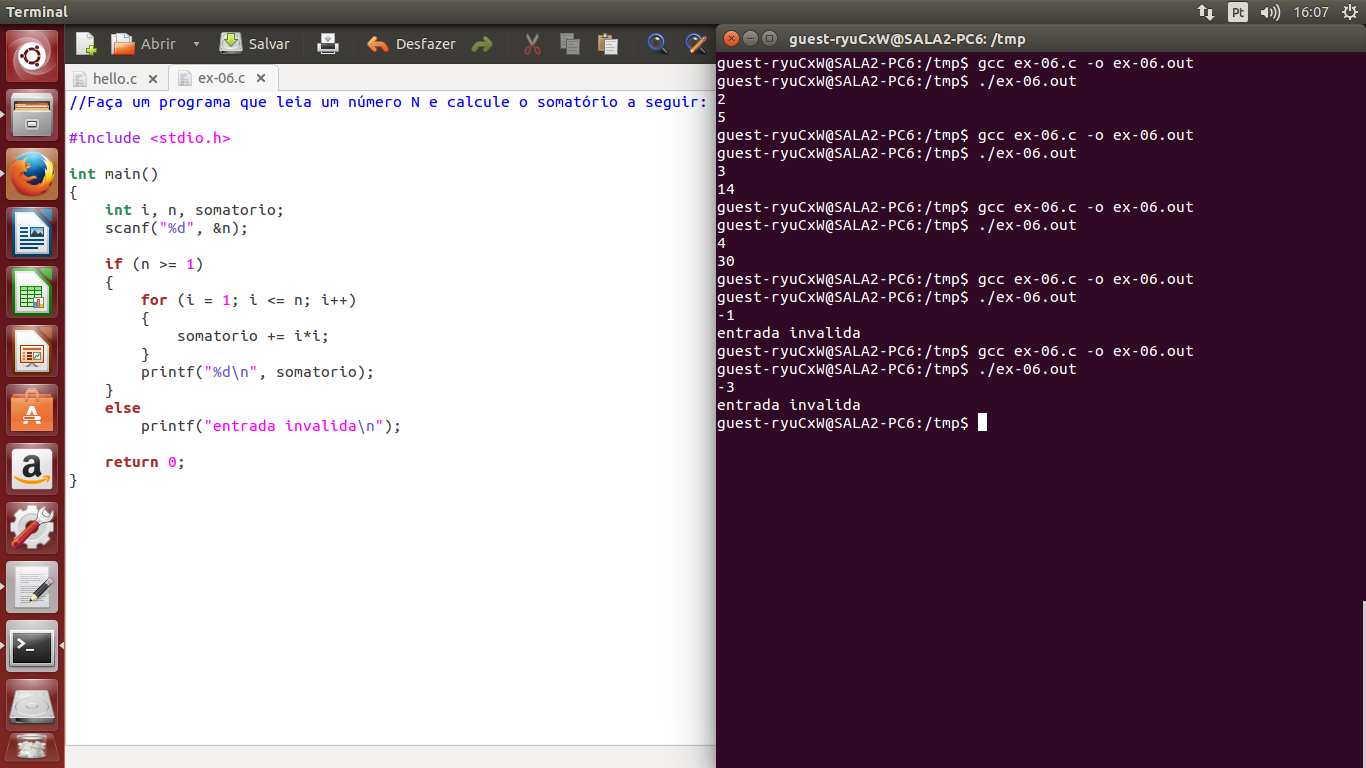 Terminal
Pt
16:07
Abrir
Salvar
Desfazer
hello.c
ex-06.c
//Faça um programa que leia um número N e calcule o somatório a seguir:
#include <stdio.h>
int main()
{
int i, n, somatorio;
scanf("%d", &n);
if (n >= 1)
{
for (i = 1; i <= n; i++)
{
somatorio += i*i;
}
printf("%d\n", somatorio);
}
else
printf("entrada invalida\n");
return 0;
}
guest-ryuCxW@SALA2-PC6: /tmp
guest-ryuCxW@SALA2-PC6:/tmp$ gcc ex-06.c -o ex-06.out
guest-ryuCxW@SALA2-PC6:/tmp$ ./ex-06.out
2
5
guest-ryuCxW@SALA2-PC6:/tmp$ gcc ex-06.c -o ex-06.out
guest-ryuCxW@SALA2-PC6:/tmp$ ./ex-06.out
3
14
guest-ryuCxW@SALA2-PC6:/tmp$ gcc ex-06.c -o ex-06.out
guest-ryuCxW@SALA2-PC6:/tmp$ ./ex-06.out
4
30
guest-ryuCxW@SALA2-PC6:/tmp$ gcc ex-06.c -o ex-06.out
guest-ryuCxW@SALA2-PC6:/tmp$ ./ex-06.out
-1
entrada invalida
guest-ryuCxW@SALA2-PC6:/tmp$ gcc ex-06.c -o ex-06.out
guest-ryuCxW@SALA2-PC6:/tmp$ ./ex-06.out
-3
entrada invalida
guest-ryuCxW@SALA2-PC6:/tmp$